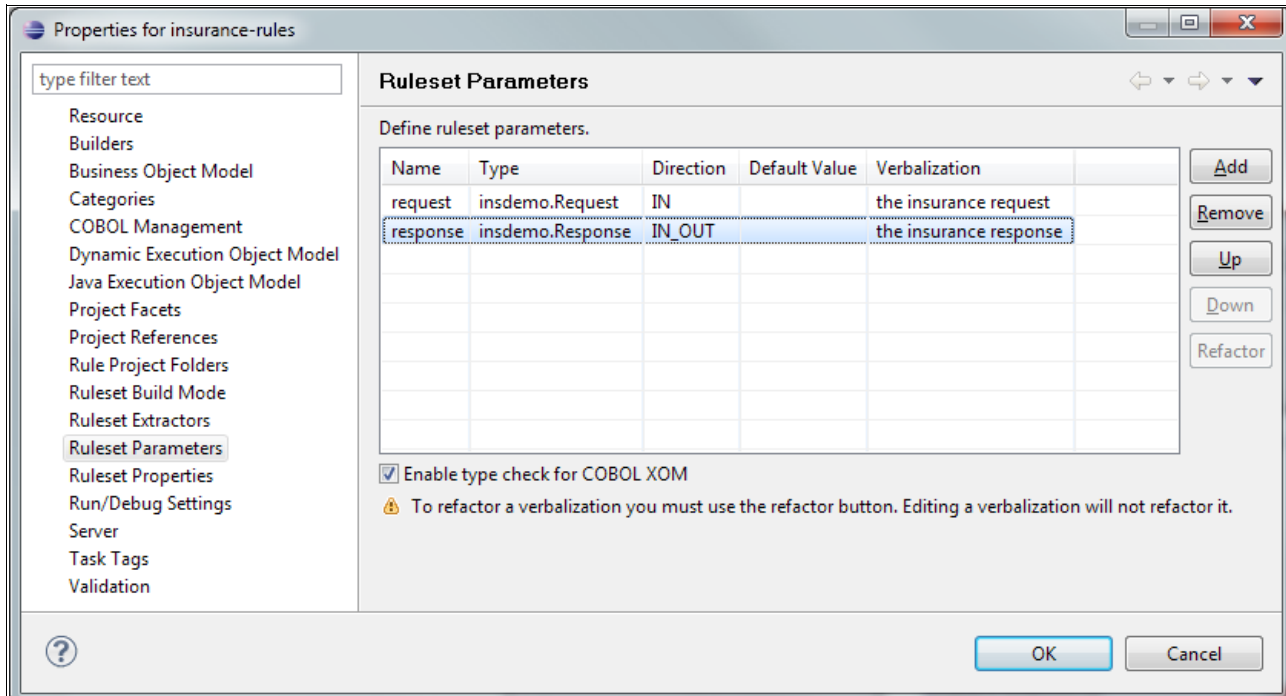 Properties for insurance-rules
type filter text
Resource
Builders
Business Object Model
Categories
COBOL Management
Dynamic Execution Object Model
Java Execution Object Model
Project Facets
Project References
Rule Project Folders
Ruleset Build Mode
Ruleset Extractors
Ruleset Parameters
Ruleset Properties
Run/Debug Settings
Server
Task Tags
Validation
Ruleset Parameters
Define ruleset parameters.
Name Type Direction Default Value Verbalization
request insdemo.Request IN the insurance request
response insdemo.Response IN_OUT the insurance response
Add
Remove
Up
Down
Refactor
Enable type check for COBOL XOM
To refactor a verbalization you must use the refactor button. Editing a verbalization will not refactor it.
?
OK
Cancel